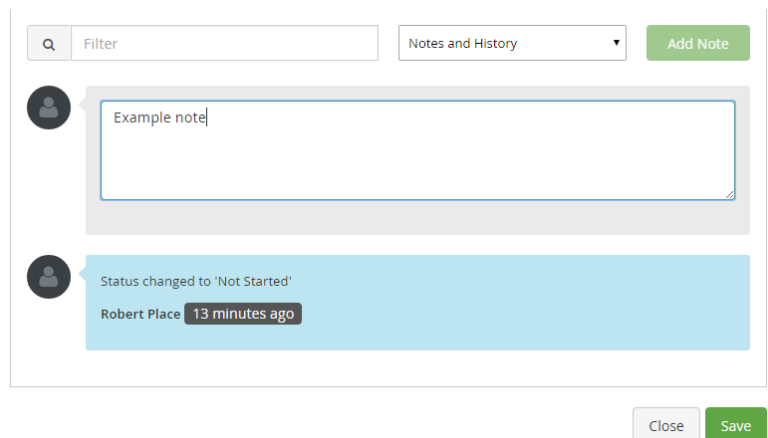 Filter
Notes and History
Add Note
Example note
Status changed to 'Not Started'
Robert Place 13 minutes ago
Close
Save